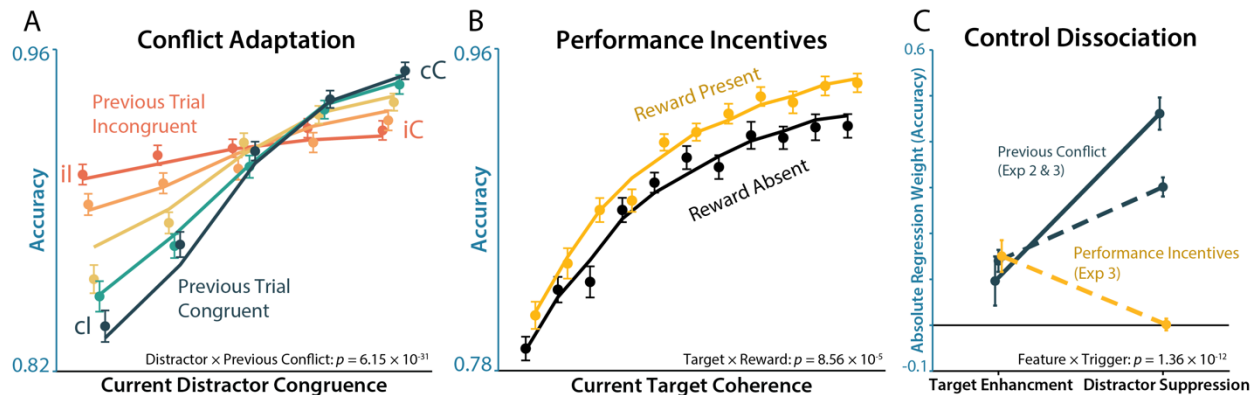 A
Conflict Adaptation
0.96
Accuracy
0.82
Previous Trial
Incongruent
iI
cI
cC
iC
Previous Trial
Congruent
Distractor × Previous Conflict: p = 6.15 × 10⁻³¹
Current Distractor Congruence
B
Performance Incentives
0.96
Accuracy
0.78
Reward Present
Reward Absent
Target × Reward: p = 8.56 × 10⁻⁵
Current Target Coherence
C
Control Dissociation
0.6
Absolute Regression Weight (Accuracy)
-0.1
Previous Conflict
(Exp 2 & 3)
Performance Incentives
(Exp 3)
Feature × Trigger: p = 1.36 × 10⁻¹²
Target Enhancment
Distractor Suppression